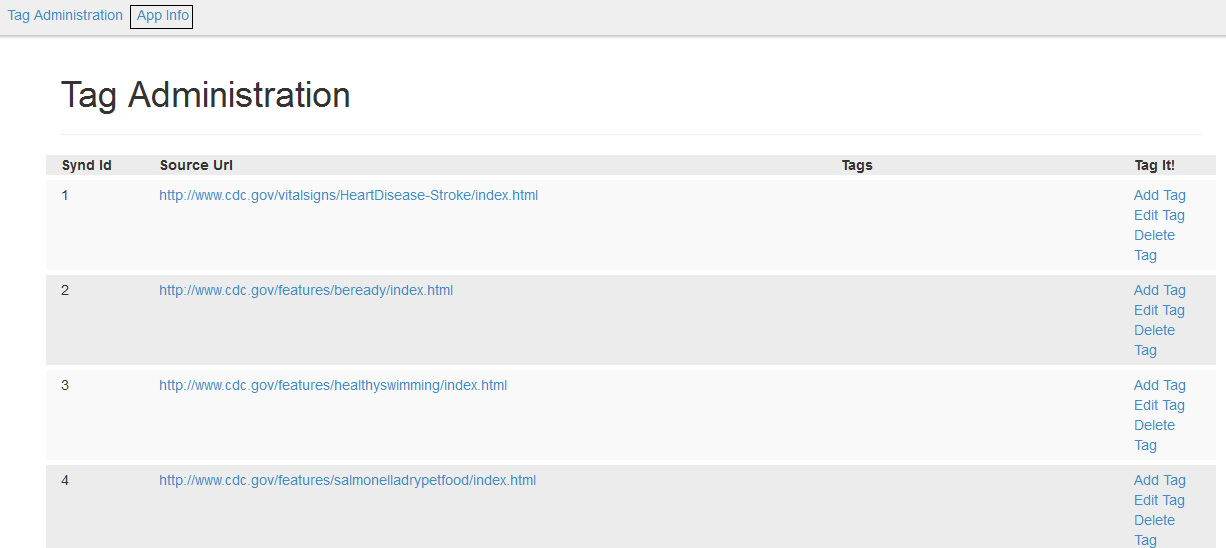 Tag Administration App Info
Tag Administration
Synd Id Source Url Tags Tag It!
1 http://www.cdc.gov/vitalsigns/HeartDisease-Stroke/index.html Add Tag
Edit Tag
Delete
Tag
2 http://www.cdc.gov/features/beready/index.html Add Tag
Edit Tag
Delete
Tag
3 http://www.cdc.gov/features/healthyswimming/index.html Add Tag
Edit Tag
Delete
Tag
4 http://www.cdc.gov/features/salmonelladrypetfood/index.html Add Tag
Edit Tag
Delete
Tag